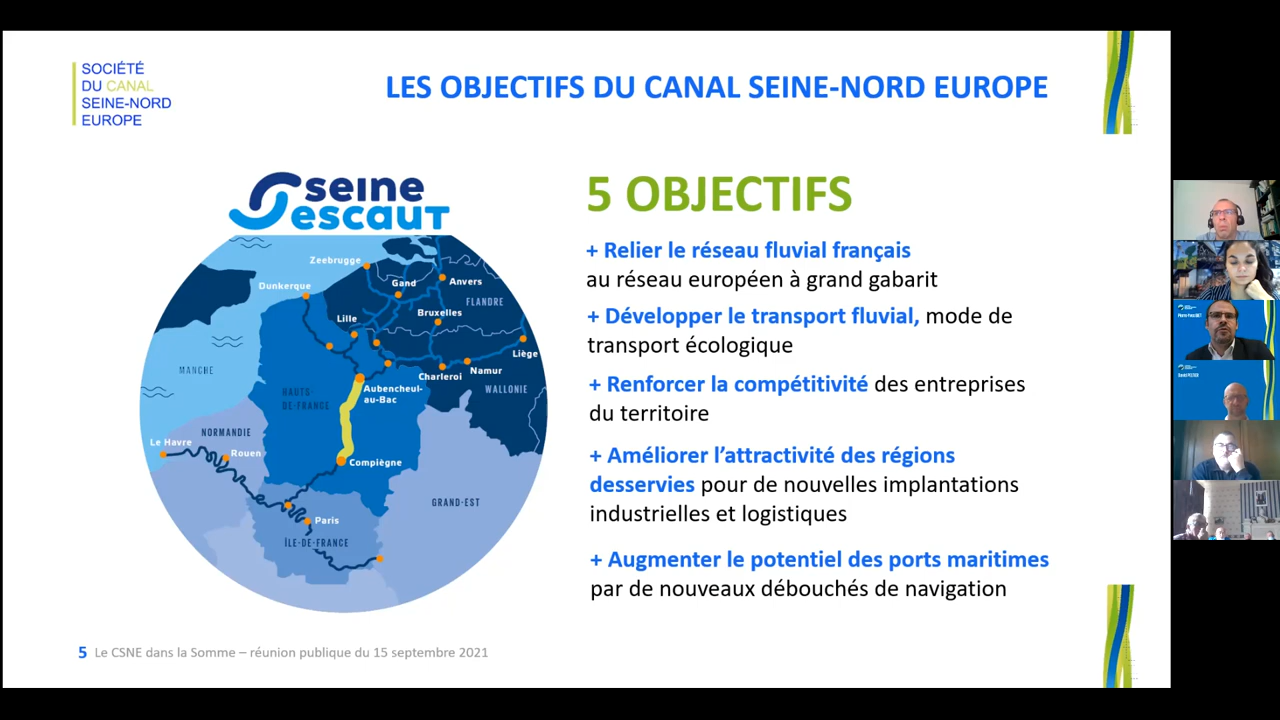 SOCIÉTÉ
DU CANAL
SEINE-NORD
EUROPE
LES OBJECTIFS DU CANAL SEINE-NORD EUROPE
seine
escaut
Zeebrugge
Dunkerque
Gand
Anvers
FLANDRE
Lille
Bruxelles
Liège
Namur
Charleroi
WALLONIE
MANCHE
HAUTS-
DE-FRANCE
Aubencheul-
au-Bac
NORMANDIE
Le Havre
Rouen
Compiègne
GRAND-EST
Paris
ÎLE-DE-FRANCE
5 OBJECTIFS
+ Relier le réseau fluvial français
au réseau européen à grand gabarit
+ Développer le transport fluvial, mode de
transport écologique
+ Renforcer la compétitivité des entreprises
du territoire
+ Améliorer l’attractivité des régions
desservies pour de nouvelles implantations
industrielles et logistiques
+ Augmenter le potentiel des ports maritimes
par de nouveaux débouchés de navigation
5 Le CSNE dans la Somme – réunion publique du 15 septembre 2021